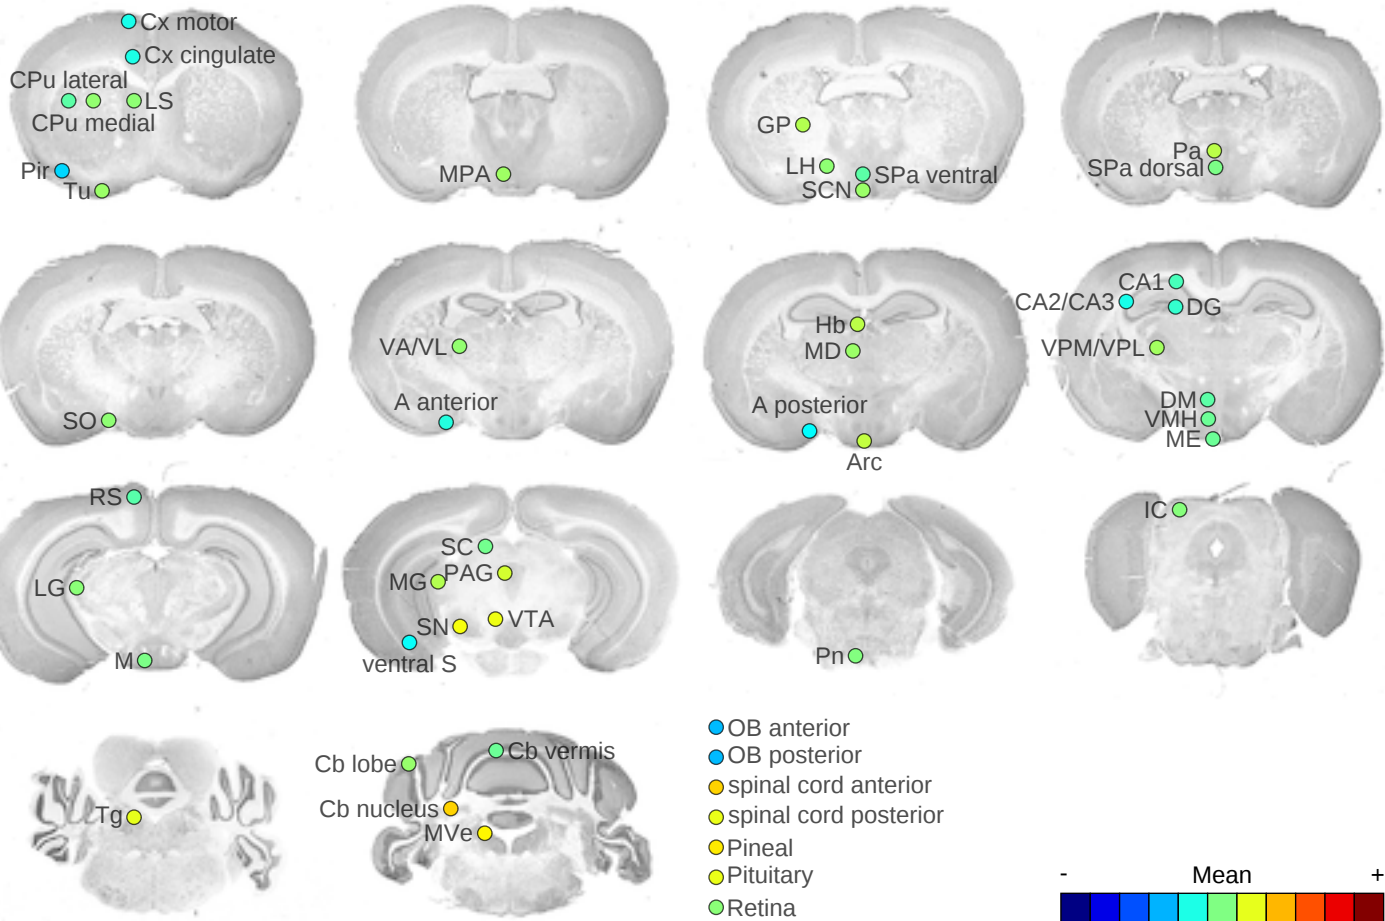 Cx motor
Cx cingulate
CPu lateral
LS
CPu medial
Pir
Tu
MPA
GP
LH
SPa ventral
SCN
Pa
SPa dorsal
SO
VA/VL
A anterior
Hb
MD
A posterior
Arc
CA1
CA2/CA3
DG
VPM/VPL
DM
VMH
ME
RS
LG
M
SC
MG
PAG
SN
VTA
ventral S
Pn
IC
Tg
Cb lobe
Cb vermis
Cb nucleus
MVe
OB anterior
OB posterior
spinal cord anterior
spinal cord posterior
Pineal
Pituitary
Retina
- Mean +